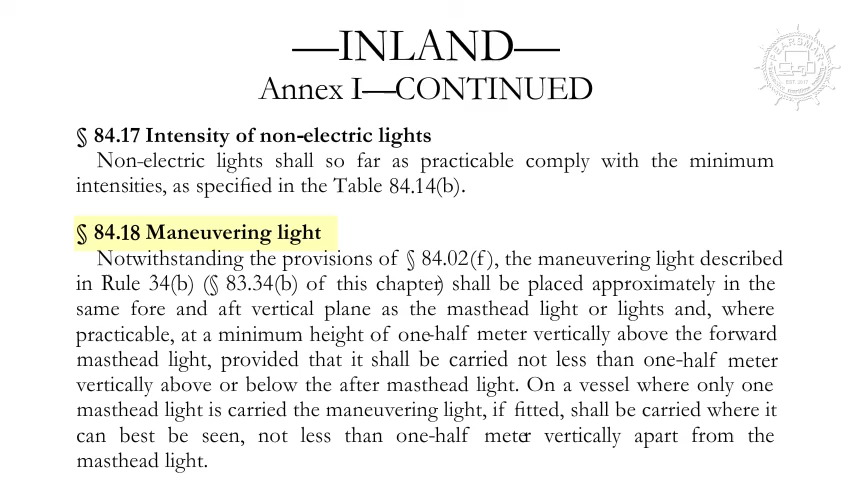 —INLAND—
Annex I—CONTINUED
PEARSMAR
EST 2017
§ 84.17 Intensity of non-electric lights
Non-electric lights shall so far as practicable comply with the minimum
intensities, as specified in the Table 84.14(b).
§ 84.18 Maneuvering light
Notwithstanding the provisions of § 84.02(f), the maneuvering light described
in Rule 34(b) (§ 83.34(b) of this chapter) shall be placed approximately in the
same fore and aft vertical plane as the masthead light or lights and, where
practicable, at a minimum height of one-half meter vertically above the forward
masthead light, provided that it shall be carried not less than one-half meter
vertically above or below the after masthead light. On a vessel where only one
masthead light is carried the maneuvering light, if fitted, shall be carried where it
can best be seen, not less than one-half meter vertically apart from the
masthead light.